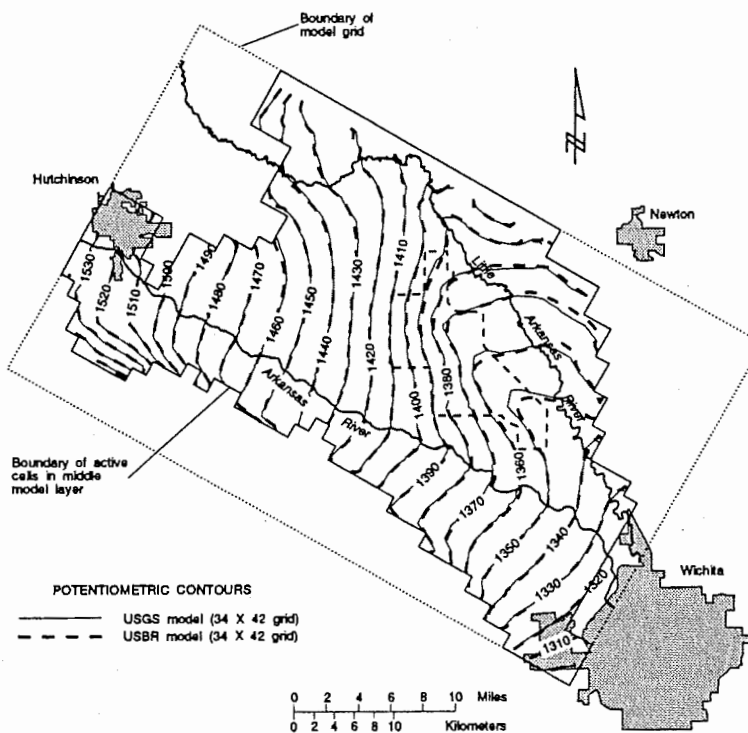 Boundary of
model grid
Hutchinson
Newton
1530
1520
1510
1490
1480
1470
1460
1450
1440
1430
1420
1410
1400
1380
1360
Little
Arkansas
River
Arkansas
River
1390
1370
1350
1340
1330
1320
1310
Boundary of active
cells in middle
model layer
Wichita
POTENTIOMETRIC CONTOURS
USGS model (34 X 42 grid)
USBR model (34 X 42 grid)
0 2 4 6 8 10 Miles
0 2 4 6 8 10 Kilometers